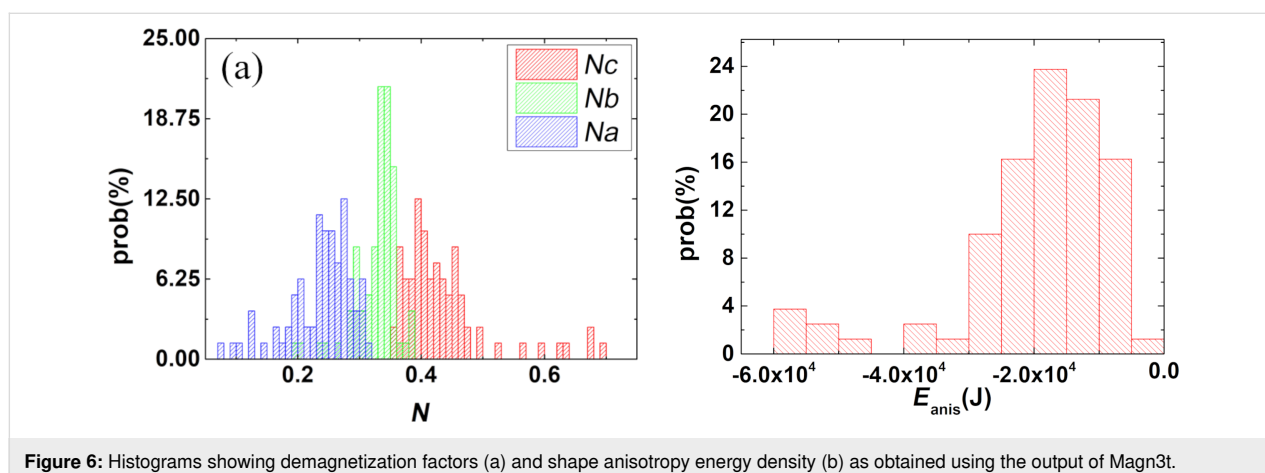 (a)
Nc
Nb
Na
25.00
18.75
12.50
6.25
0.00
prob(%)
0.2
0.4
0.6
N
24
20
16
12
8
4
0
prob(%)
-6.0x10⁴
-4.0x10⁴
-2.0x10⁴
0.0
E_anis(J)
Figure 6: Histograms showing demagnetization factors (a) and shape anisotropy energy density (b) as obtained using the output of Magn3t.